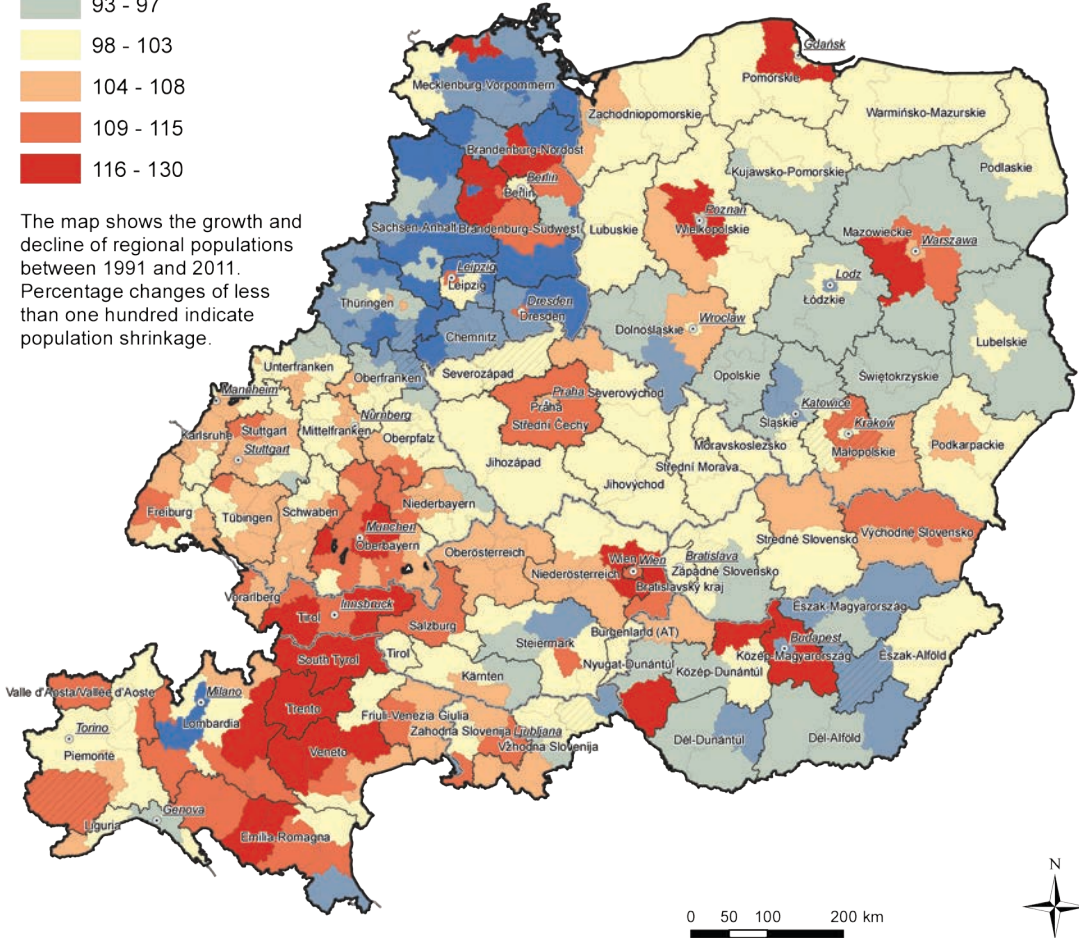 93 - 97
98 - 103
104 - 108
109 - 115
116 - 130
The map shows the growth and
decline of regional populations
between 1991 and 2011.
Percentage changes of less
than one hundred indicate
population shrinkage.
Gdańsk
Pomorskie
Mecklenburg-Vorpommern
Zachodniopomorskie
Warmińsko-Mazurskie
Brandenburg-Nordost
Kujawsko-Pomorskie
Podlaskie
Berlin
Berlin
Poznań
Sachsen-Anhalt
Brandenburg-Südwest
Lubuskie
Wielkopolskie
Mazowieckie
Warszawa
Leipzig
Leipzig
Lodz
Łódzkie
Thüringen
Dresden
Dresden
Wroclaw
Dolnośląskie
Chemnitz
Lubelskie
Unterfranken
Oberfranken
Severozápad
Opolskie
Świętokrzyskie
Mannheim
Praha
Praha
Severovýchod
Katowice
Śląskie
Nürnberg
Karlsruhe
Stuttgart
Mittelfranken
Střední Čechy
Kraków
Stuttgart
Oberpfalz
Moravskoslezsko
Małopolskie
Podkarpackie
Jihozápad
Střední Morava
Jihovýchod
Freiburg
Tübingen
Schwaben
Niederbayern
München
Oberbayern
Oberösterreich
Stredné Slovensko
Východné Slovensko
Wien
Wien
Bratislava
Niederösterreich
Západné Slovensko
Bratislavský kraj
Vorarlberg
Innsbruck
Tirol
Salzburg
Észak-Magyarország
Steiermark
Burgenland (AT)
Budapest
South Tyrol
Tirol
Nyugat-Dunántúl
Közép-Magyarország
Észak-Alföld
Kärnten
Közép-Dunántúl
Valle d'Aosta/Vallée d'Aoste
Milano
Lombardia
Trento
Friuli-Venezia Giulia
Torino
Zahodna Slovenija
Ljubljana
Vzhodna Slovenija
Piemonte
Veneto
Dél-Dunántúl
Dél-Alföld
Genova
Liguria
Emilia-Romagna
N
0 50 100 200 km